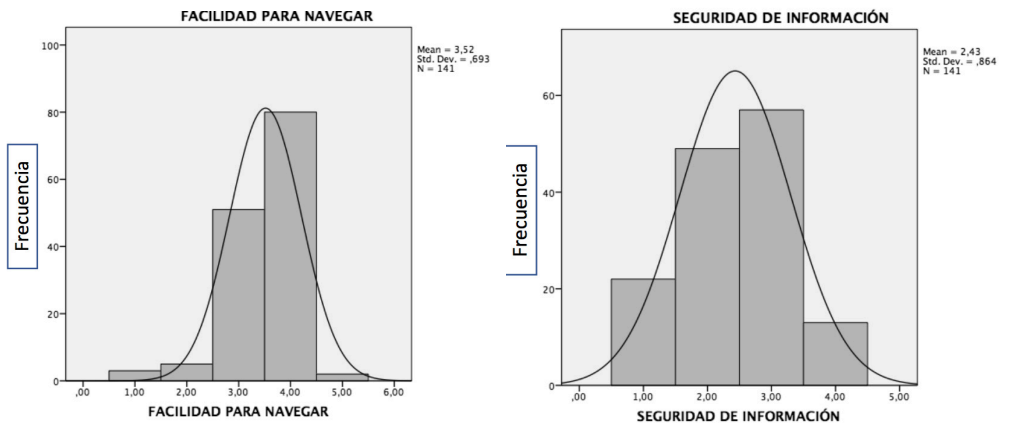 FACILIDAD PARA NAVEGAR
Mean = 3,52
Std. Dev. = ,693
N = 141
Frecuencia
100
80
60
40
20
0
,00 1,00 2,00 3,00 4,00 5,00 6,00
FACILIDAD PARA NAVEGAR
SEGURIDAD DE INFORMACIÓN
Mean = 2,43
Std. Dev. = ,864
N = 141
Frecuencia
60
40
20
0
,00 1,00 2,00 3,00 4,00 5,00
SEGURIDAD DE INFORMACIÓN